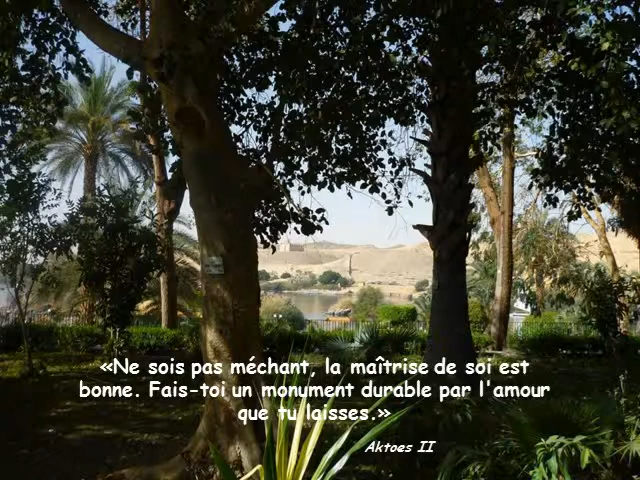 «Ne sois pas méchant, la maîtrise de soi est
bonne. Fais-toi un monument durable par l'amour
que tu laisses.»
Aktoes II